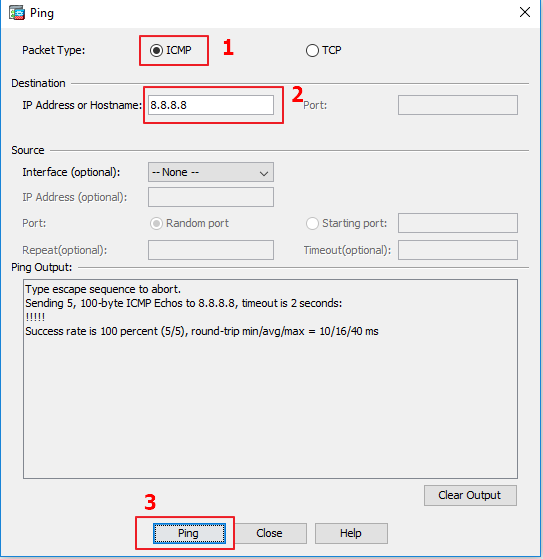 Ping
Packet Type: ICMP 1 TCP
Destination
IP Address or Hostname: 8.8.8.8 2 Port:
Source
Interface (optional): -- None --
IP Address (optional):
Port: Random port Starting port:
Repeat(optional): Timeout(optional):
Ping Output:
Type escape sequence to abort.
Sending 5, 100-byte ICMP Echos to 8.8.8.8, timeout is 2 seconds:
!!!!!
Success rate is 100 percent (5/5), round-trip min/avg/max = 10/16/40 ms
Clear Output
3
Ping Close Help